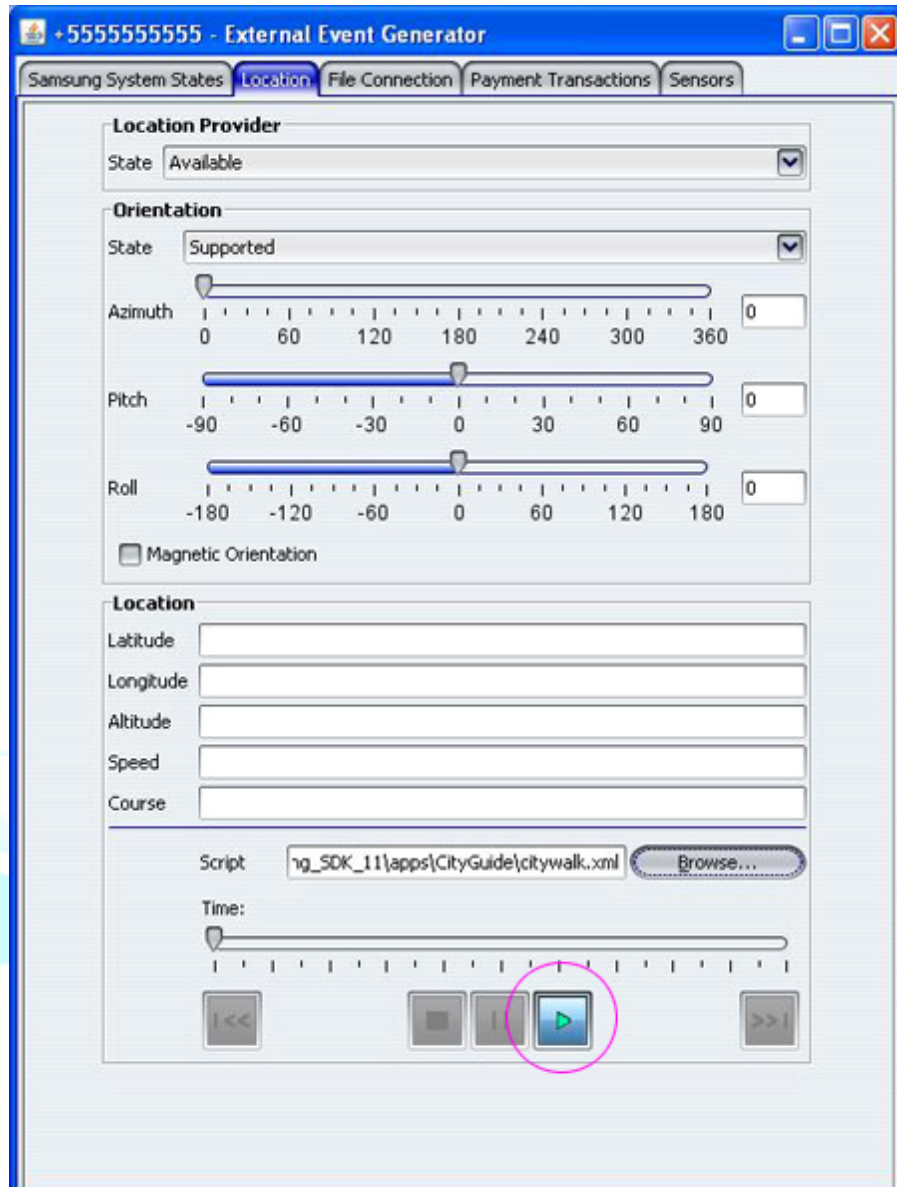 +5555555555 - External Event Generator
Samsung System States Location File Connection Payment Transactions Sensors
Location Provider
State Available
Orientation
State Supported
Azimuth 0
0 60 120 180 240 300 360
Pitch 0
-90 -60 -30 0 30 60 90
Roll 0
-180 -120 -60 0 60 120 180
Magnetic Orientation
Location
Latitude
Longitude
Altitude
Speed
Course
Script ng_SDK_11\apps\CityGuide\citywalk.xml Browse...
Time:
|<< >>|